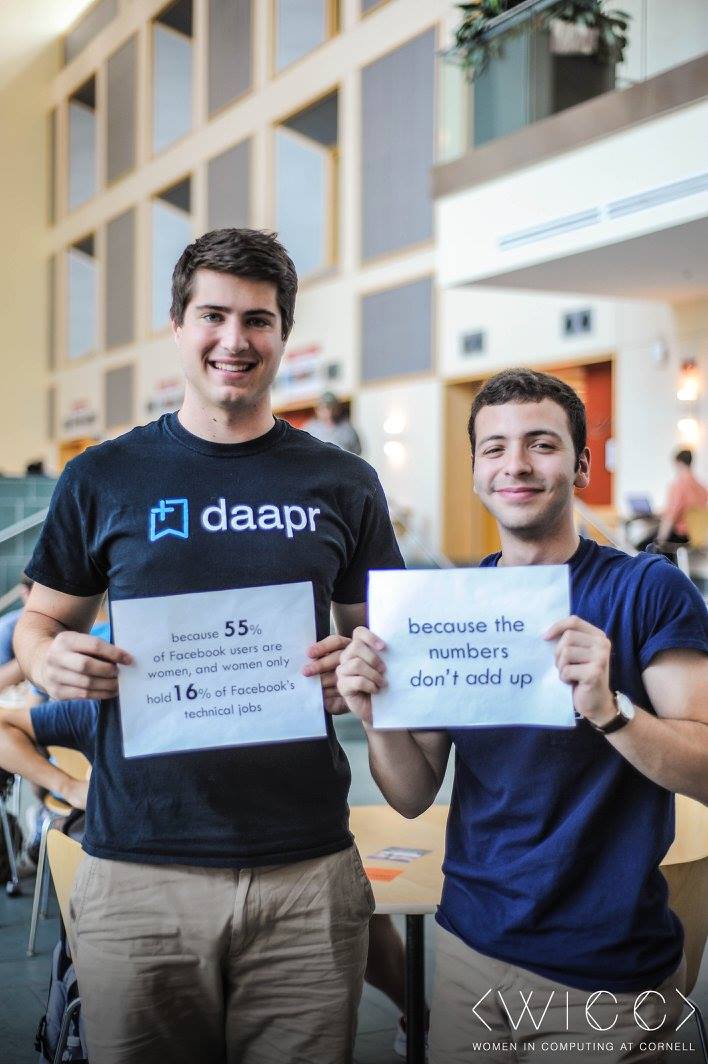 daapr
because 55%
of Facebook users are
women, and women only
hold 16% of Facebook's
technical jobs
because the
numbers
don't add up
<WICC>
WOMEN IN COMPUTING AT CORNELL